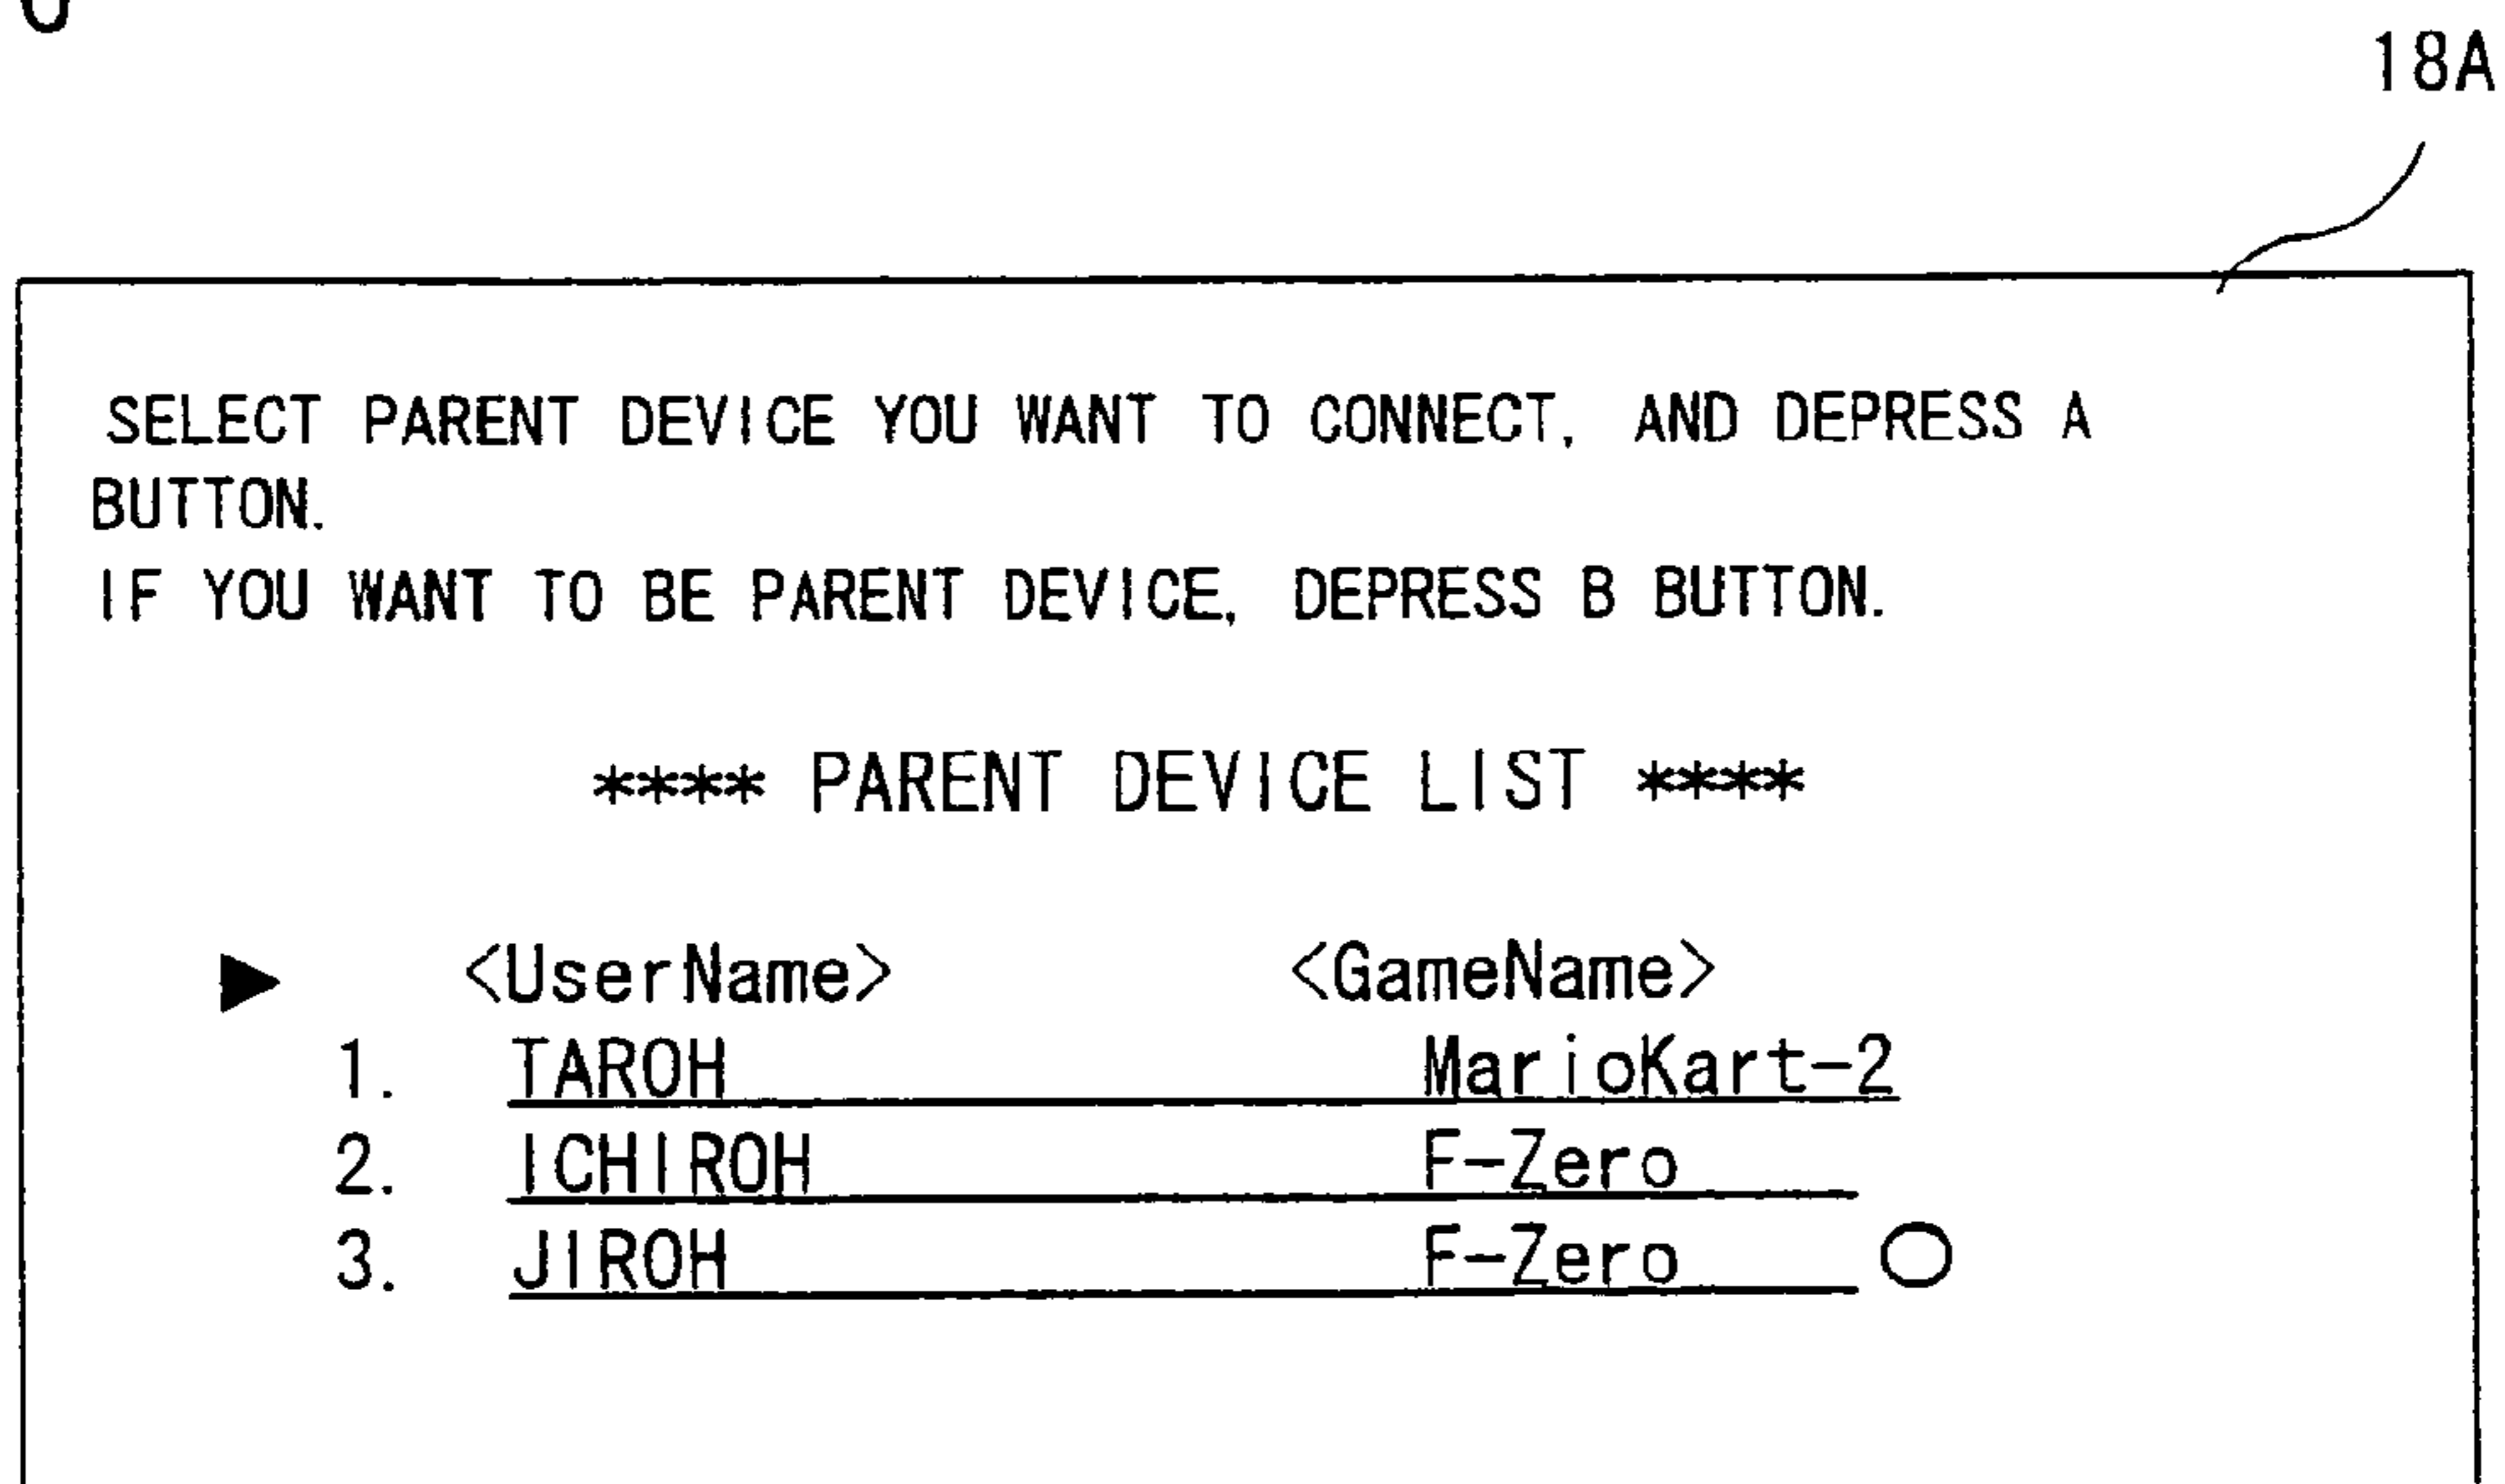 18A
SELECT PARENT DEVICE YOU WANT TO CONNECT, AND DEPRESS A
BUTTON.
IF YOU WANT TO BE PARENT DEVICE, DEPRESS B BUTTON.
**** PARENT DEVICE LIST ****
▶ <UserName> <GameName>
1. TAROH MarioKart-2
2. ICHIROH F-Zero
3. JIROH F-Zero ○